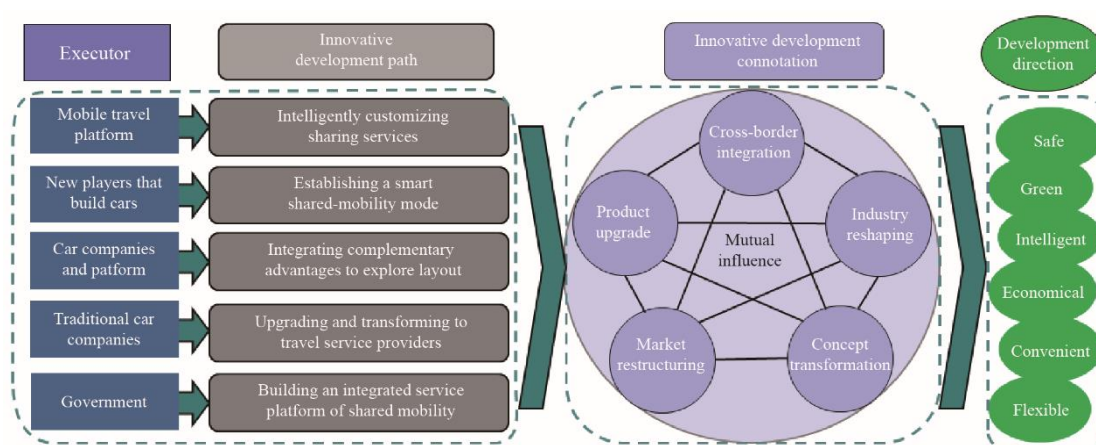 Executor
Innovative
development path
Innovative development
connotation
Development
direction
Mobile travel
platform
Intelligently customizing
sharing services
New players that
build cars
Establishing a smart
shared-mobility mode
Car companies
and patform
Integrating complementary
advantages to explore layout
Traditional car
companies
Upgrading and transforming to
travel service providers
Government
Building an integrated service
platform of shared mobility
Cross-border
integration
Product
upgrade
Industry
reshaping
Mutual
influence
Market
restructuring
Concept
transformation
Safe
Green
Intelligent
Economical
Convenient
Flexible